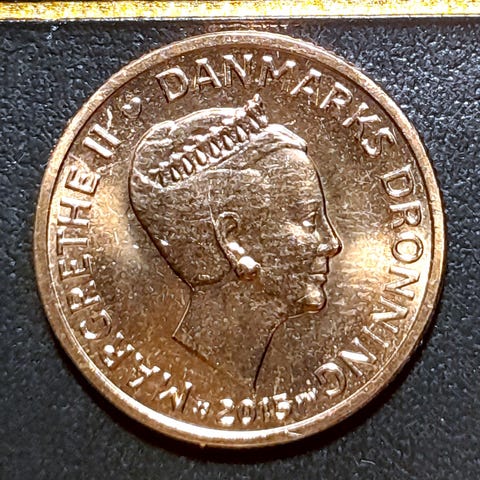 MARGRETHE II DANMARKS DRONNING
2015